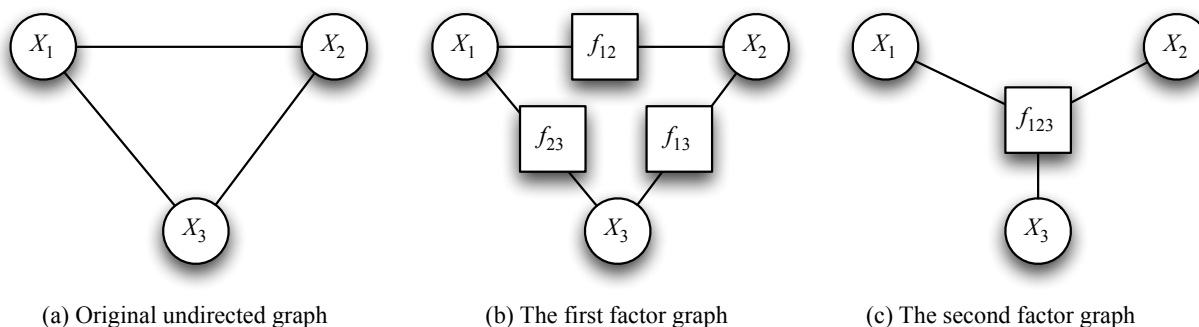 X1 X2 X1 f12 X2 X1 X2
f23 f13 f123
X3 X3 X3
(a) Original undirected graph (b) The first factor graph (c) The second factor graph